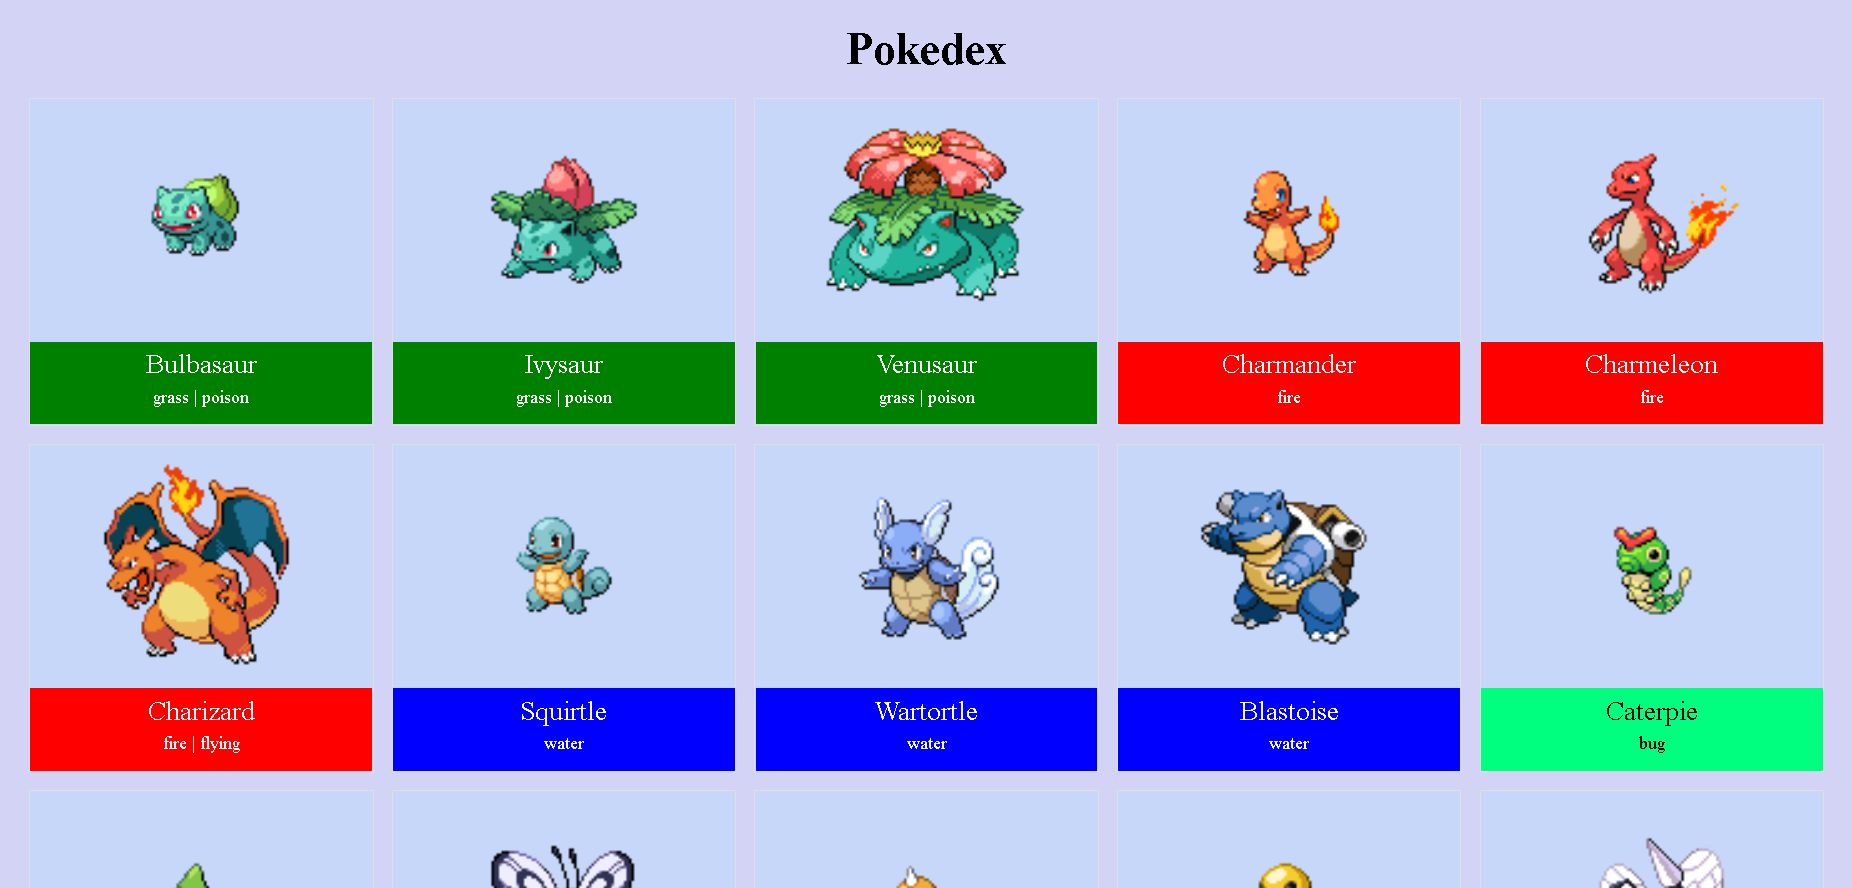 Pokedex
Bulbasaur
grass | poison
Ivysaur
grass | poison
Venusaur
grass | poison
Charmander
fire
Charmeleon
fire
Charizard
fire | flying
Squirtle
water
Wartortle
water
Blastoise
water
Caterpie
bug